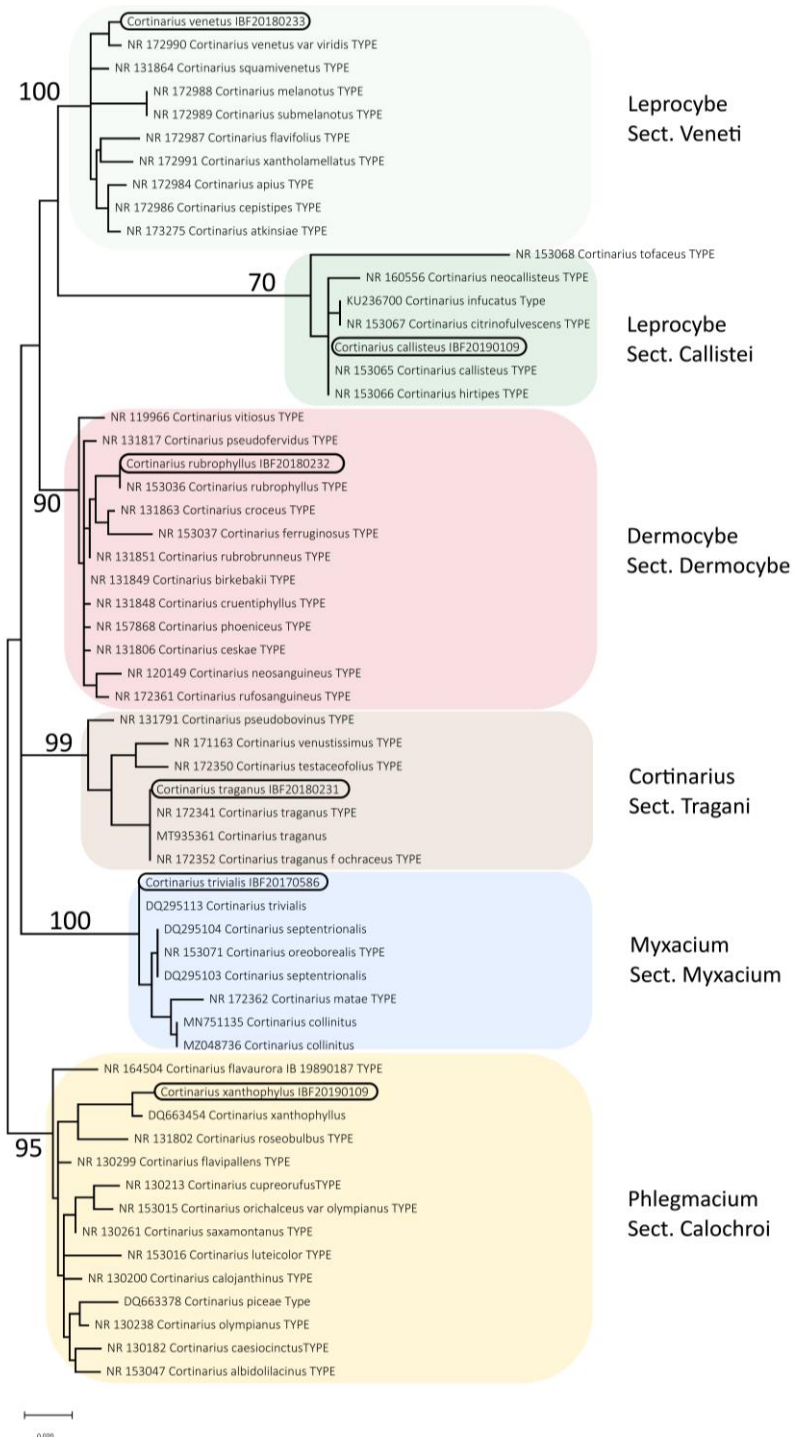 Cortinarius venetus IBF20180233
NR 172990 Cortinarius venetus var viridis TYPE
NR 131864 Cortinarius squamivenetus TYPE
100
NR 172988 Cortinarius melanotus TYPE
NR 172989 Cortinarius submelanotus TYPE
Leprocybe
Sect. Veneti
NR 172987 Cortinarius flavifolius TYPE
NR 172991 Cortinarius xantholamellatus TYPE
NR 172984 Cortinarius apius TYPE
NR 172986 Cortinarius cepistipes TYPE
NR 173275 Cortinarius atkinsiae TYPE
NR 153068 Cortinarius tofaceus TYPE
70
NR 160556 Cortinarius neocallisteus TYPE
KU236700 Cortinarius infucatus Type
NR 153067 Cortinarius citrinofulvescens TYPE
Leprocybe
Sect. Callistei
Cortinarius callisteus IBF20190109
NR 153065 Cortinarius callisteus TYPE
NR 153066 Cortinarius hirtipes TYPE
NR 119966 Cortinarius vitiosus TYPE
NR 131817 Cortinarius pseudofervidus TYPE
Cortinarius rubrophyllus IBF20180232
NR 153036 Cortinarius rubrophyllus TYPE
90
NR 131863 Cortinarius croceus TYPE
NR 153037 Cortinarius ferruginosus TYPE
Dermocybe
Sect. Dermocybe
NR 131851 Cortinarius rubrobrunneus TYPE
NR 131849 Cortinarius birkebakii TYPE
NR 131848 Cortinarius cruentiphyllus TYPE
NR 157868 Cortinarius phoeniceus TYPE
NR 131806 Cortinarius ceskae TYPE
NR 120149 Cortinarius neosanguineus TYPE
NR 172361 Cortinarius rufosanguineus TYPE
NR 131791 Cortinarius pseudobovinus TYPE
99
NR 171163 Cortinarius venustissimus TYPE
NR 172350 Cortinarius testaceofolius TYPE
Cortinarius
Sect. Tragani
Cortinarius traganus IBF20180231
NR 172341 Cortinarius traganus TYPE
MT935361 Cortinarius traganus
NR 172352 Cortinarius traganus f ochraceus TYPE
Cortinarius trivialis IBF20170586
DQ295113 Cortinarius trivialis
100
DQ295104 Cortinarius septentrionalis
NR 153071 Cortinarius oreoborealis TYPE
DQ295103 Cortinarius septentrionalis
Myxacium
Sect. Myxacium
NR 172362 Cortinarius matae TYPE
MN751135 Cortinarius collinitus
MZ048736 Cortinarius collinitus
NR 164504 Cortinarius flavaurora IB 19890187 TYPE
Cortinarius xanthophylus IBF20190109
DQ663454 Cortinarius xanthophyllus
95
NR 131802 Cortinarius roseobulbus TYPE
NR 130299 Cortinarius flavipallens TYPE
NR 130213 Cortinarius cupreorufusTYPE
NR 153015 Cortinarius orichalceus var olympianus TYPE
Phlegmacium
Sect. Calochroi
NR 130261 Cortinarius saxamontanus TYPE
NR 153016 Cortinarius luteicolor TYPE
NR 130200 Cortinarius calojanthinus TYPE
DQ663378 Cortinarius piceae Type
NR 130238 Cortinarius olympianus TYPE
NR 130182 Cortinarius caesiocinctusTYPE
NR 153047 Cortinarius albidolilacinus TYPE